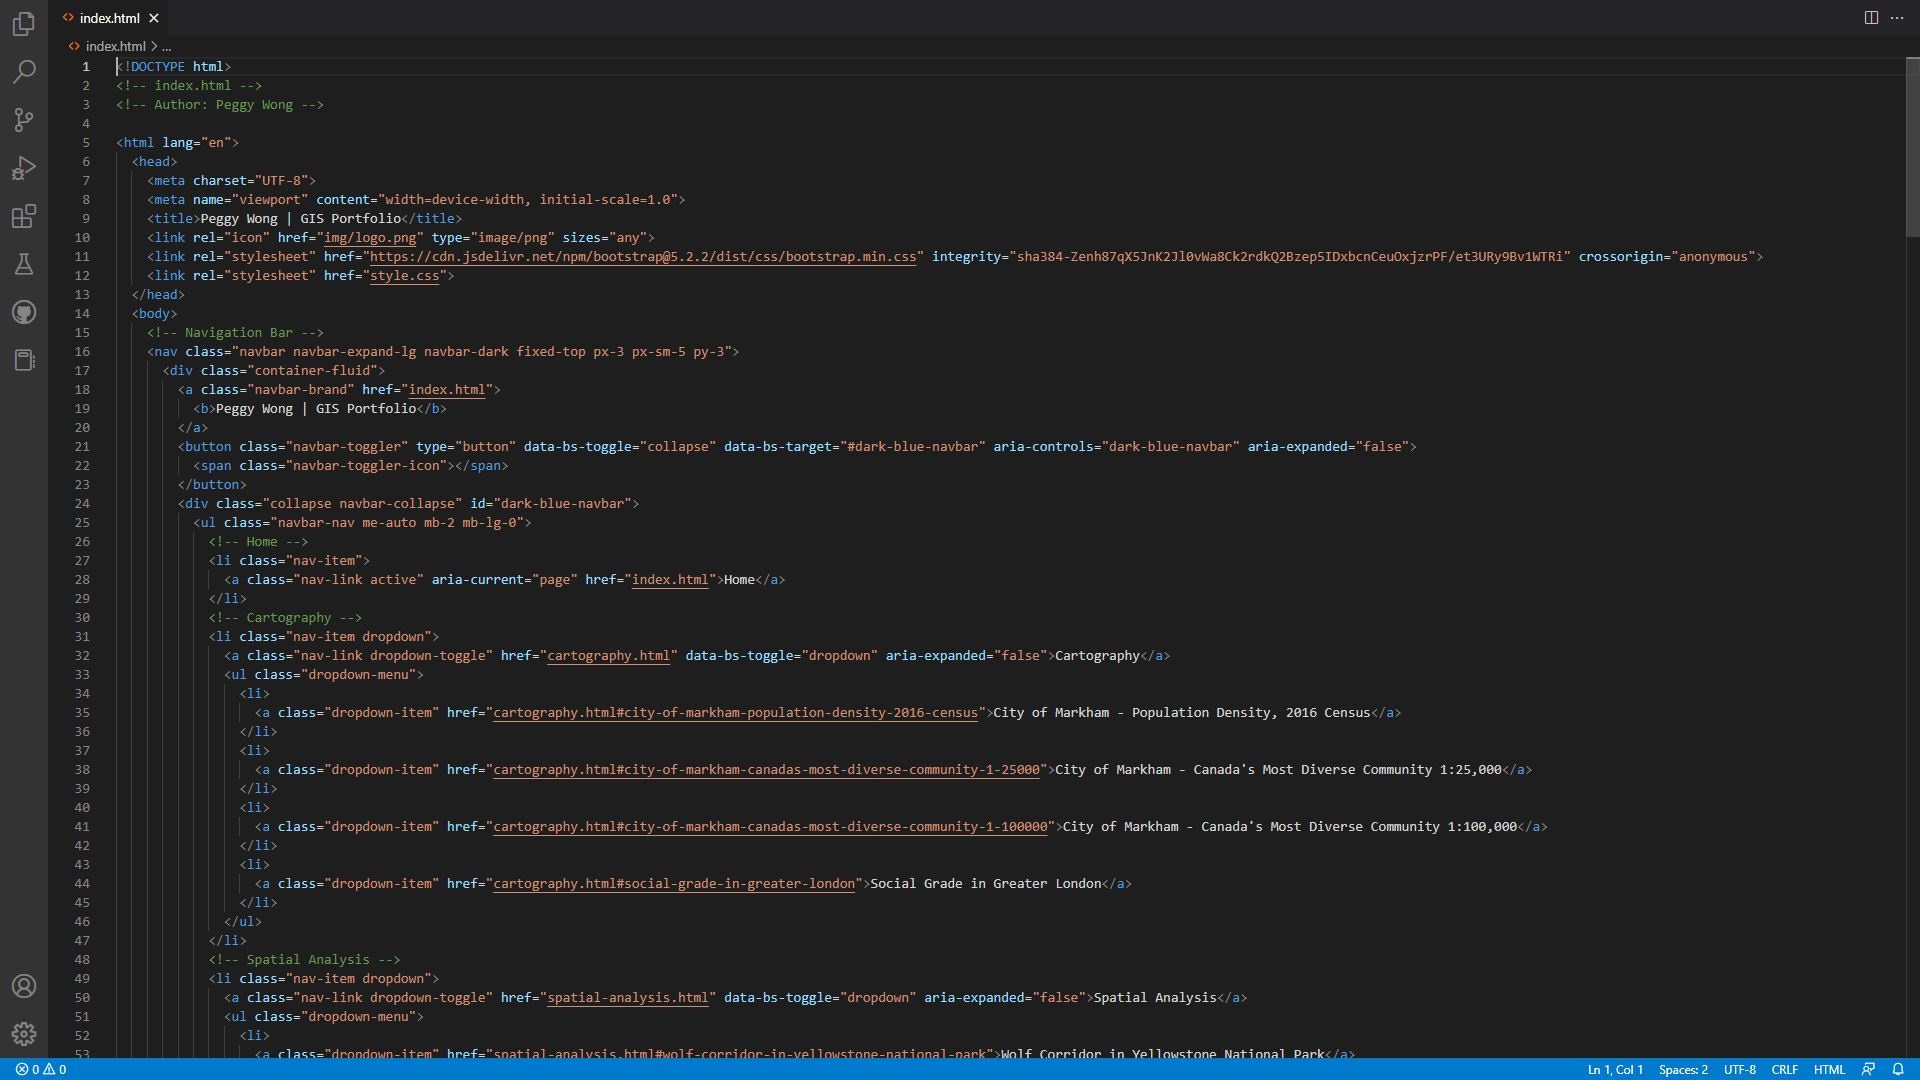 index.html
index.html > ...
1 <!DOCTYPE html>
2 <!-- index.html -->
3 <!-- Author: Peggy Wong -->
4
5 <html lang="en">
6 <head>
7 <meta charset="UTF-8">
8 <meta name="viewport" content="width=device-width, initial-scale=1.0">
9 <title>Peggy Wong | GIS Portfolio</title>
10 <link rel="icon" href="img/logo.png" type="image/png" sizes="any">
11 <link rel="stylesheet" href="https://cdn.jsdelivr.net/npm/bootstrap@5.2.2/dist/css/bootstrap.min.css" integrity="sha384-Zenh87qX5JnK2Jl0vWa8Ck2rdkQ2Bzep5IDxbcnCeuOxjzrPF/et3URy9Bv1WTRi" crossorigin="anonymous">
12 <link rel="stylesheet" href="style.css">
13 </head>
14 <body>
15 <!-- Navigation Bar -->
16 <nav class="navbar navbar-expand-lg navbar-dark fixed-top px-3 px-sm-5 py-3">
17 <div class="container-fluid">
18 <a class="navbar-brand" href="index.html">
19 <b>Peggy Wong | GIS Portfolio</b>
20 </a>
21 <button class="navbar-toggler" type="button" data-bs-toggle="collapse" data-bs-target="#dark-blue-navbar" aria-controls="dark-blue-navbar" aria-expanded="false">
22 <span class="navbar-toggler-icon"></span>
23 </button>
24 <div class="collapse navbar-collapse" id="dark-blue-navbar">
25 <ul class="navbar-nav me-auto mb-2 mb-lg-0">
26 <!-- Home -->
27 <li class="nav-item">
28 <a class="nav-link active" aria-current="page" href="index.html">Home</a>
29 </li>
30 <!-- Cartography -->
31 <li class="nav-item dropdown">
32 <a class="nav-link dropdown-toggle" href="cartography.html" data-bs-toggle="dropdown" aria-expanded="false">Cartography</a>
33 <ul class="dropdown-menu">
34 <li>
35 <a class="dropdown-item" href="cartography.html#city-of-markham-population-density-2016-census">City of Markham - Population Density, 2016 Census</a>
36 </li>
37 <li>
38 <a class="dropdown-item" href="cartography.html#city-of-markham-canadas-most-diverse-community-1-25000">City of Markham - Canada's Most Diverse Community 1:25,000</a>
39 </li>
40 <li>
41 <a class="dropdown-item" href="cartography.html#city-of-markham-canadas-most-diverse-community-1-100000">City of Markham - Canada's Most Diverse Community 1:100,000</a>
42 </li>
43 <li>
44 <a class="dropdown-item" href="cartography.html#social-grade-in-greater-london">Social Grade in Greater London</a>
45 </li>
46 </ul>
47 </li>
48 <!-- Spatial Analysis -->
49 <li class="nav-item dropdown">
50 <a class="nav-link dropdown-toggle" href="spatial-analysis.html" data-bs-toggle="dropdown" aria-expanded="false">Spatial Analysis</a>
51 <ul class="dropdown-menu">
52 <li>
53 <a class="dropdown-item" href="spatial-analysis.html#wolf-corridor-in-yellowstone-national-park">Wolf Corridor in Yellowstone National Park</a>
0 0 Ln 1, Col 1 Spaces: 2 UTF-8 CRLF HTML